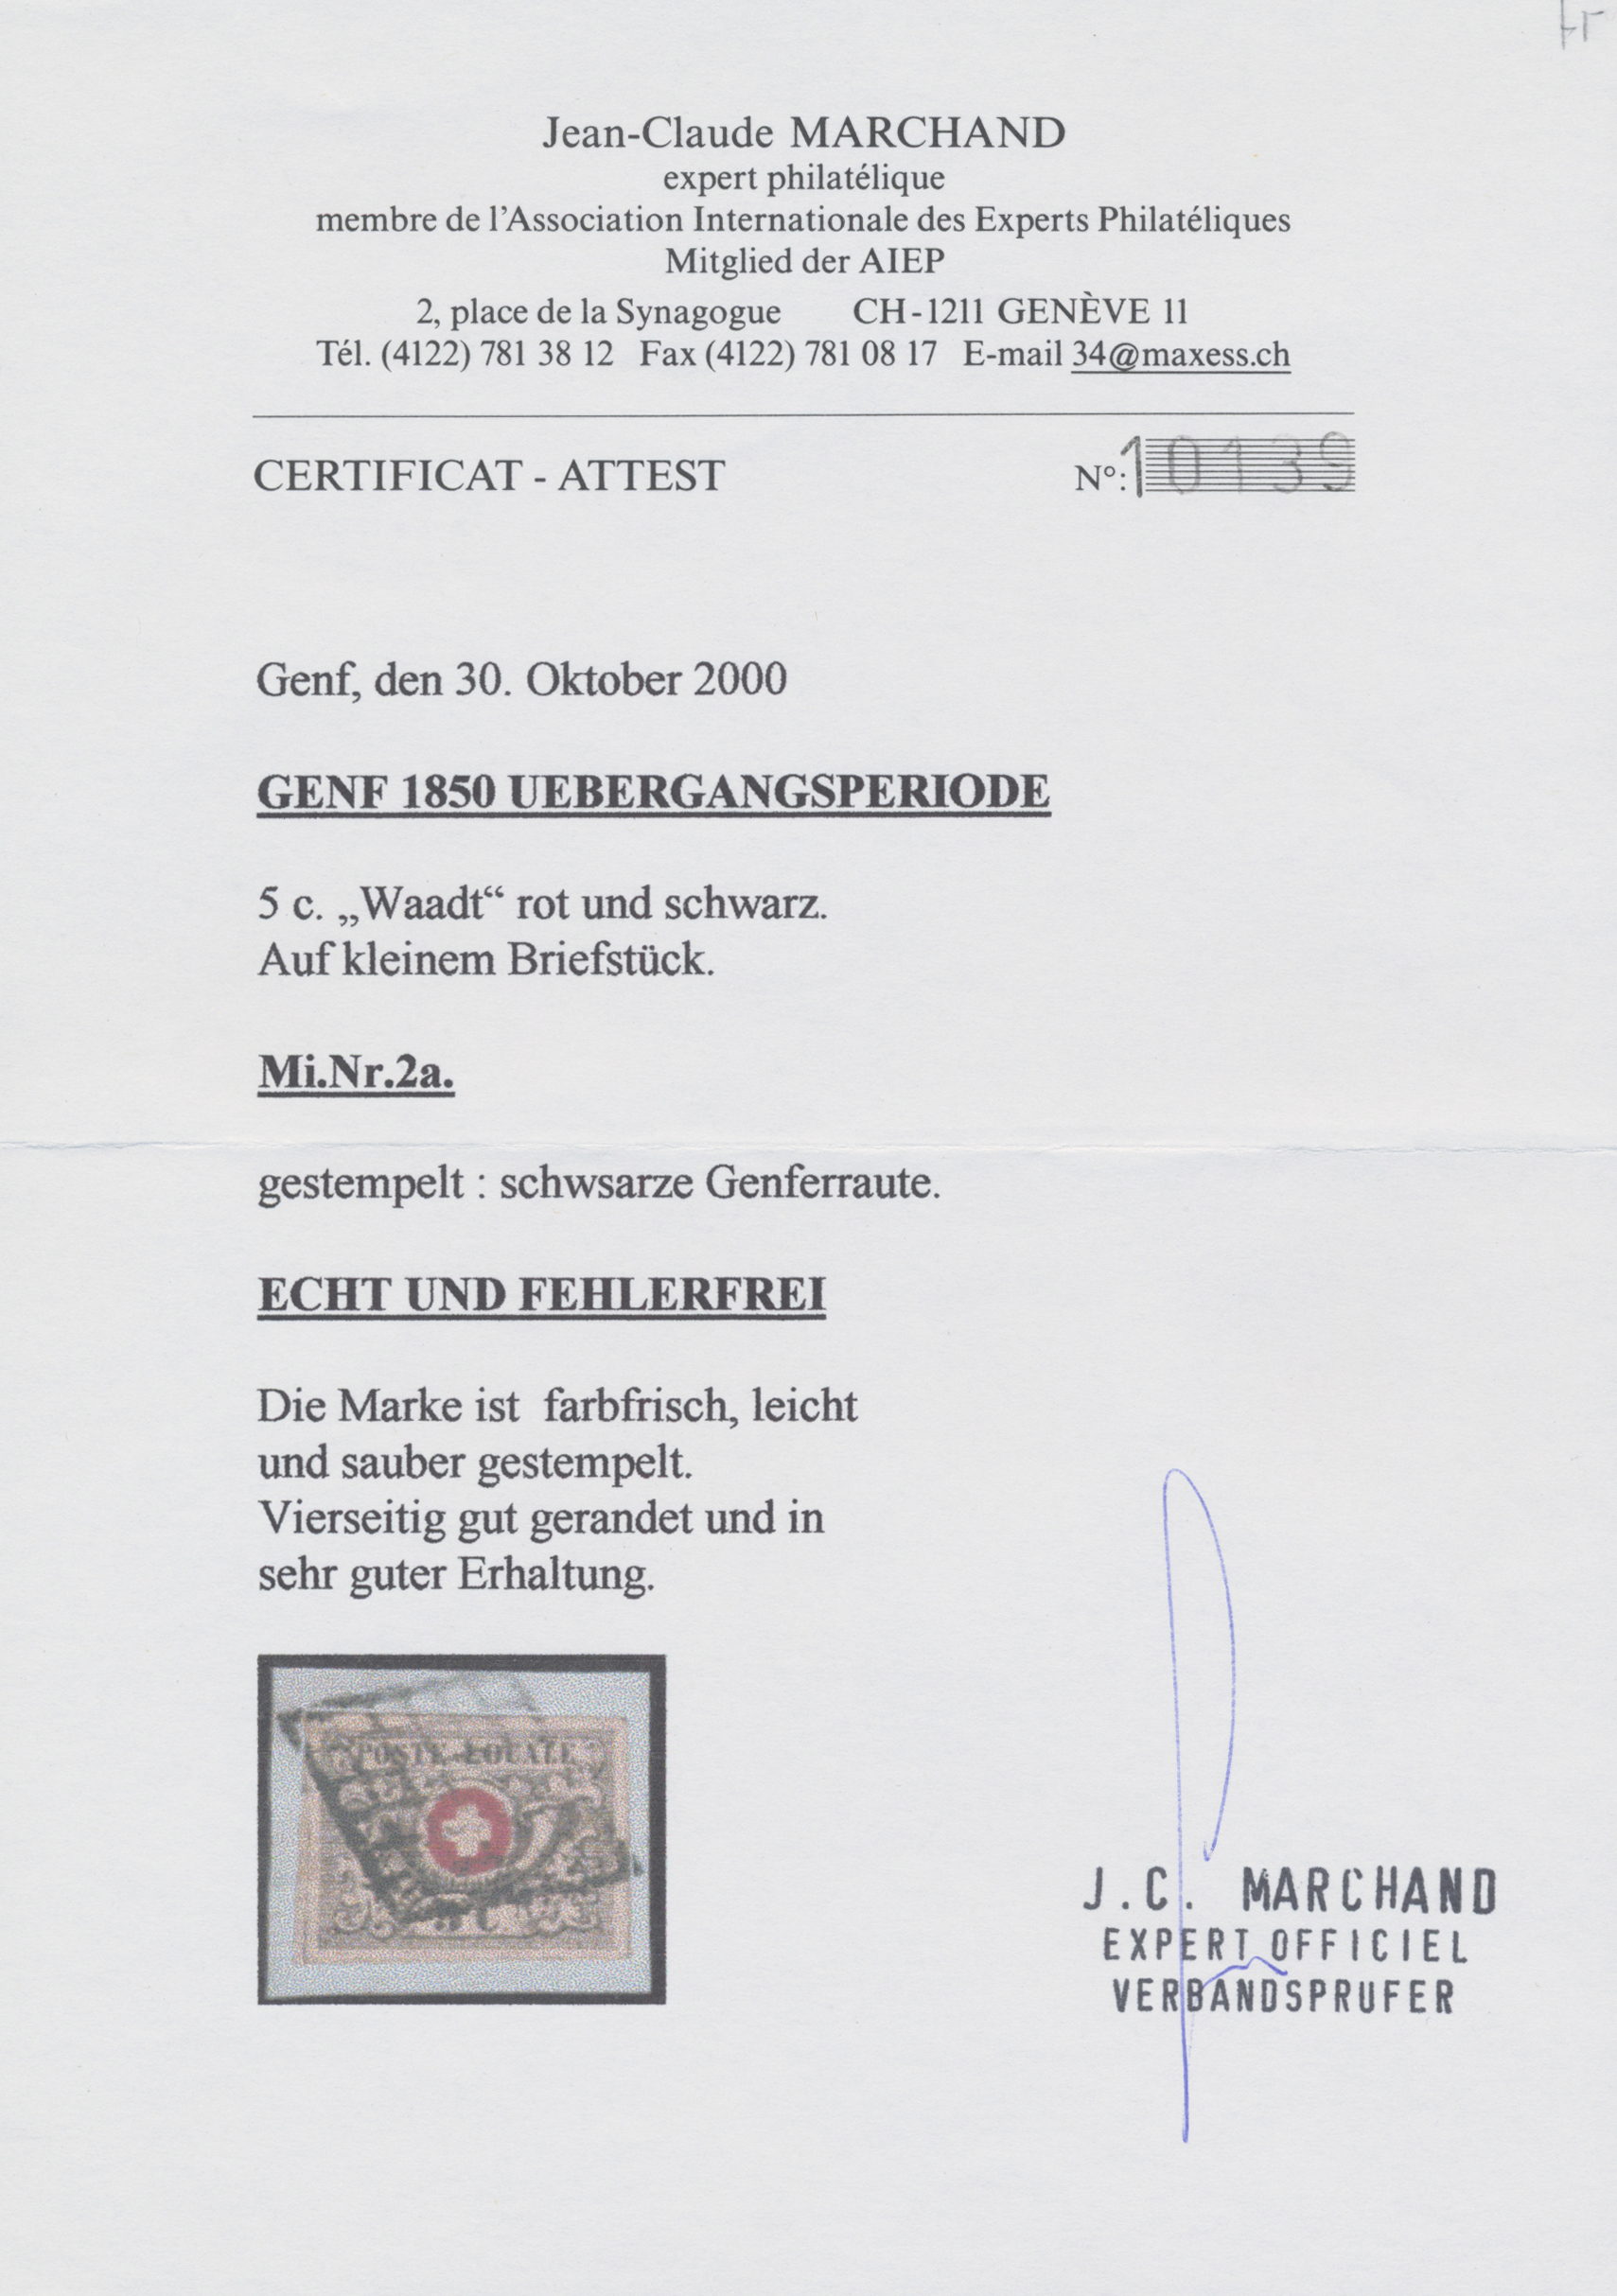 Jean-Claude MARCHAND
expert philatélique
membre de l'Association Internationale des Experts Philatéliques
Mitglied der AIEP
2, place de la Synagogue CH-1211 GENÈVE 11
Tél. (4122) 781 38 12 Fax (4122) 781 08 17 E-mail 34@maxess.ch
CERTIFICAT - ATTEST N°: 10139
Genf, den 30. Oktober 2000
GENF 1850 UEBERGANGSPERIODE
5 c. „Waadt“ rot und schwarz.
Auf kleinem Briefstück.
Mi.Nr.2a.
gestempelt : schwsarze Genferraute.
ECHT UND FEHLERFREI
Die Marke ist farbfrisch, leicht
und sauber gestempelt.
Vierseitig gut gerandet und in
sehr guter Erhaltung.
POSTE LOCALE
J.C. MARCHAND
EXPERT OFFICIEL
VERBANDSPRUFER